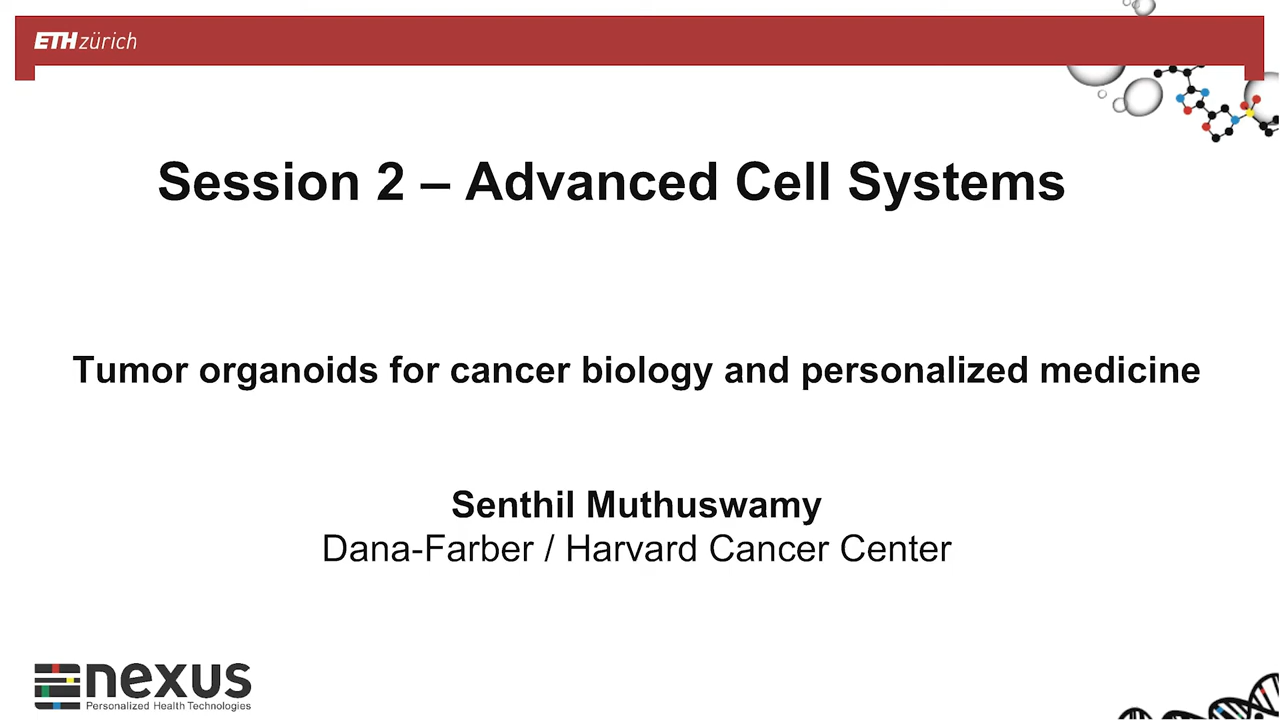 ETH zürich
Session 2 – Advanced Cell Systems
Tumor organoids for cancer biology and personalized medicine
Senthil Muthuswamy
Dana-Farber / Harvard Cancer Center
nexus
Personalized Health Technologies